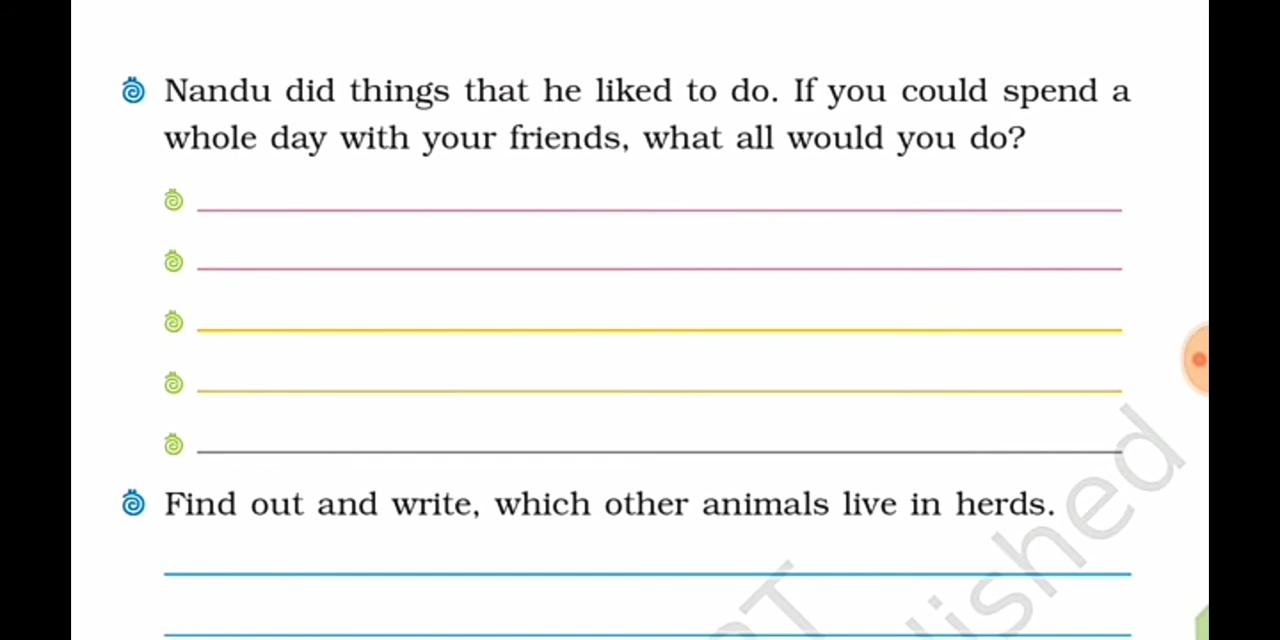 Nandu did things that he liked to do. If you could spend a
whole day with your friends, what all would you do?
Find out and write, which other animals live in herds.